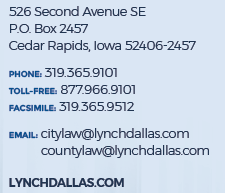 526 Second Avenue SE
P.O. Box 2457
Cedar Rapids, Iowa 52406-2457
PHONE: 319.365.9101
TOLL-FREE: 877.966.9101
FACSIMILE: 319.365.9512
EMAIL: citylaw@lynchdallas.com
countylaw@lynchdallas.com
LYNCHDALLAS.COM